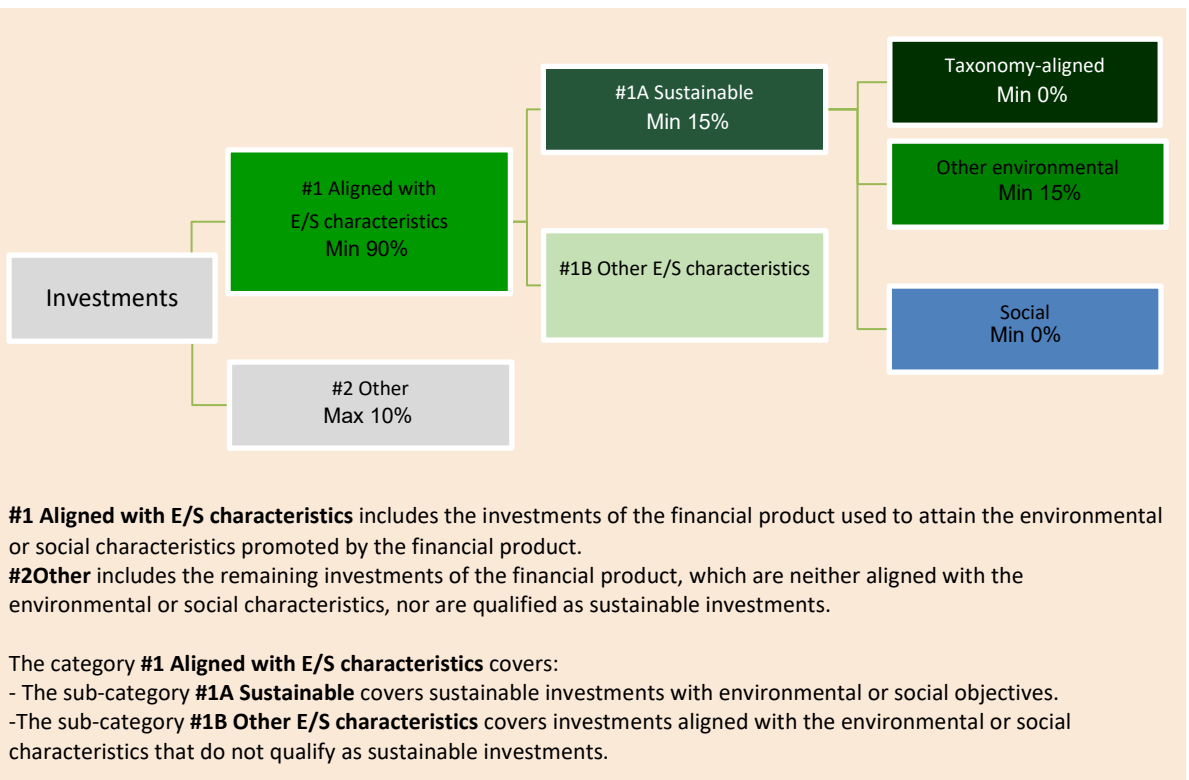 Investments
#1 Aligned with
E/S characteristics
Min 90%
#2 Other
Max 10%
#1A Sustainable
Min 15%
#1B Other E/S characteristics
Taxonomy-aligned
Min 0%
Other environmental
Min 15%
Social
Min 0%
#1 Aligned with E/S characteristics includes the investments of the financial product used to attain the environmental
or social characteristics promoted by the financial product.
#2Other includes the remaining investments of the financial product, which are neither aligned with the
environmental or social characteristics, nor are qualified as sustainable investments.
The category #1 Aligned with E/S characteristics covers:
- The sub-category #1A Sustainable covers sustainable investments with environmental or social objectives.
-The sub-category #1B Other E/S characteristics covers investments aligned with the environmental or social
characteristics that do not qualify as sustainable investments.